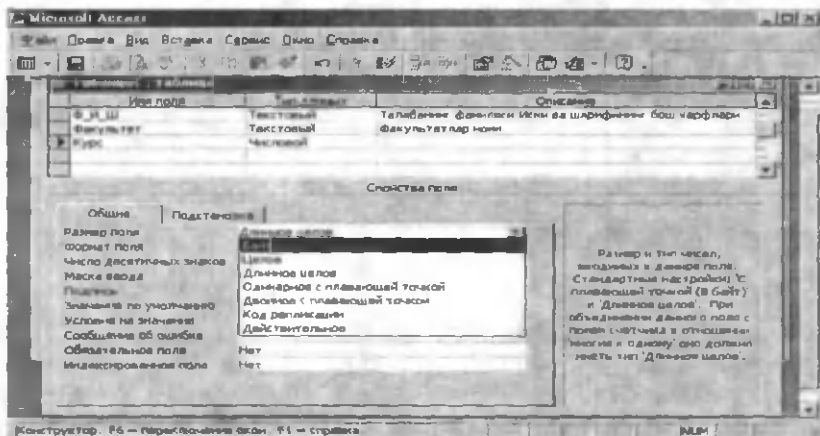 Microsoft Access
Файл Правка Вид Вставка Сервис Окно Справка
Имя поля Тип данных Описание
Ф_И_Ш Текстовый Талабанинг фамиляси Исми ва шарифининг бош харфлари
Факультет Текстовый Факультетлар номи
Курс Числовой
Свойства поля
Общие Подстановка
Размер поля Длинное целое
Формат поля Байт
Число десятичных знаков Целое
Маска ввода Длинное целое
Подпись Одинарное с плавающей точкой
Значение по умолчанию Двойное с плавающей точкой
Условие на значение Код репликации
Сообщение об ошибке Действительное
Обязательное поле Нет
Индексированное поле Нет
Размер и тип чисел,
вводимых в данное поле.
Стандартные настройки: 'С
плавающей точкой (8 байт)'
и 'Длинное целое'. При
объединении данного поля с
полем счетчика в отношении
'многие к одному' оно должно
иметь тип 'Длинное целое'.
Конструктор. F6 = переключение окон. F1 = справка. NUM